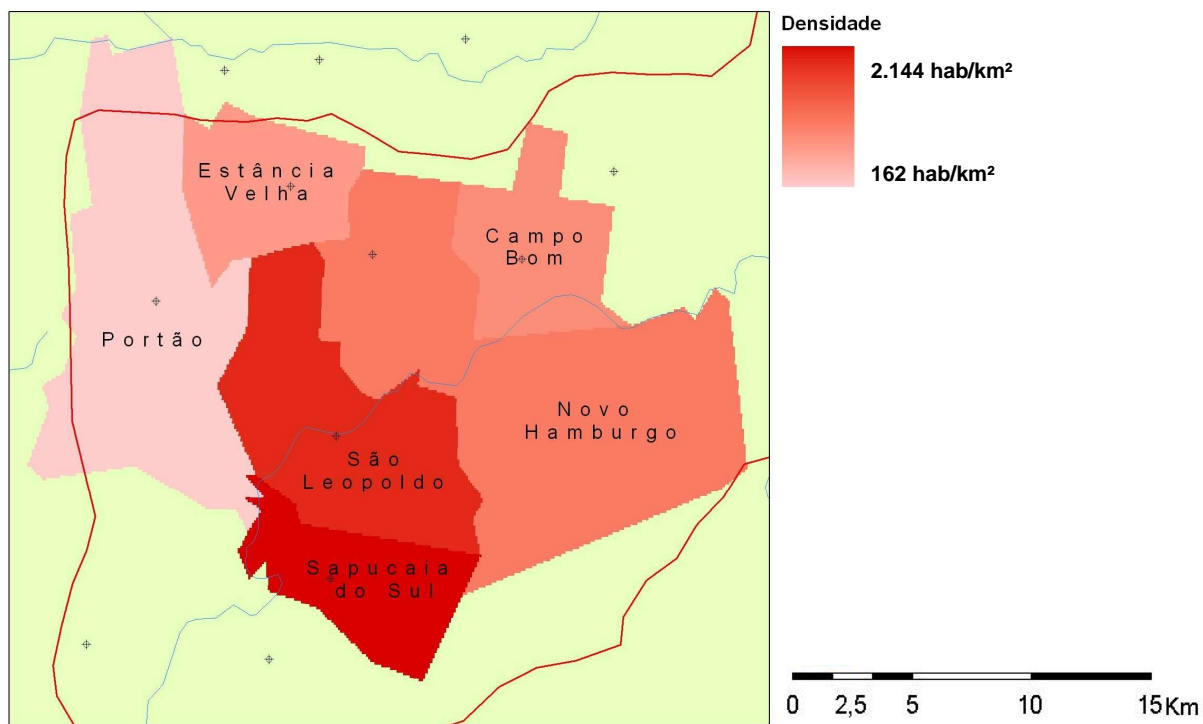 Densidade
2.144 hab/km²
162 hab/km²
Estância
Velha
Campo
Bom
Portão
Novo
Hamburgo
São
Leopoldo
Sapucaia
do Sul
0 2,5 5 10 15 Km